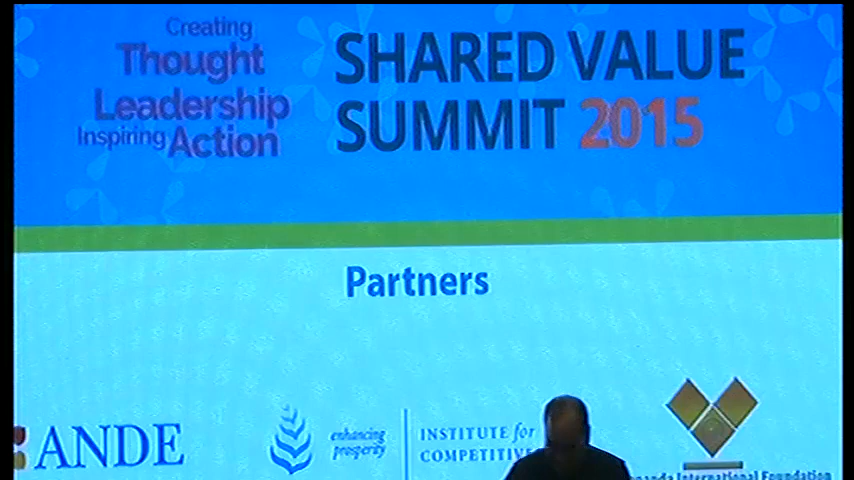 Creating
Thought
Leadership
Inspiring Action
SHARED VALUE
SUMMIT 2015
Partners
ANDE
enhancing
prosperity
INSTITUTE for
COMPETITIVE
International Foundation